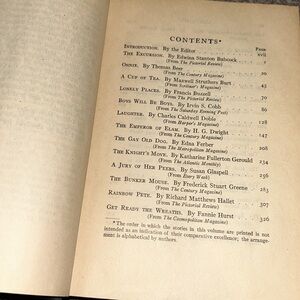 CONTENTS*
PAGE
INTRODUCTION. By the Editor xvii
THE EXCURSION. By Edwina Stanton Babcock 1
(From The Pictorial Review)
ONNIE. By Thomas Beer 20
(From The Century Magazine)
A CUP OF TEA. By Maxwell Struthers Burt 45
(From Scribner's Magazine)
LONELY PLACES. By Francis Buzzell 70
(From The Pictorial Review)
BOYS WILL BE BOYS. By Irvin S. Cobb 86
(From The Saturday Evening Post)
LAUGHTER. By Charles Caldwell Dobie 128
(From Harper's Magazine)
THE EMPEROR OF ELAM. By H. G. Dwight 147
(From The Century Magazine)
THE GAY OLD DOG. By Edna Ferber 208
(From The Metropolitan Magazine)
THE KNIGHT'S MOVE. By Katharine Fullerton Gerould 234
(From The Atlantic Monthly)
A JURY OF HER PEERS. By Susan Glaspell 256
(From Every Week)
THE BUNKER MOUSE. By Frederick Stuart Greene 283
(From The Century Magazine)
RAINBOW PETE. By Richard Matthews Hallet 307
(From The Pictorial Review)
GET READY THE WREATHS. By Fannie Hurst 326
(From The Cosmopolitan Magazine)
*The order in which the stories in this volume are printed is not
intended as an indication of their comparative excellence; the arrange-
ment is alphabetical by authors.